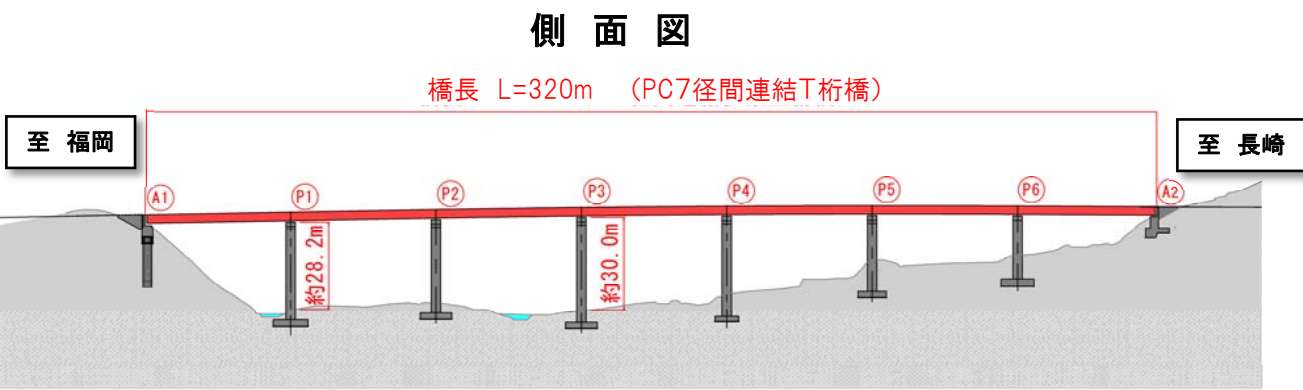 側 面 図
橋長 L=320m （PC7径間連結T桁橋）
至 福岡
至 長崎
A1
P1
P2
P3
P4
P5
P6
A2
約28.2m
約30.0m